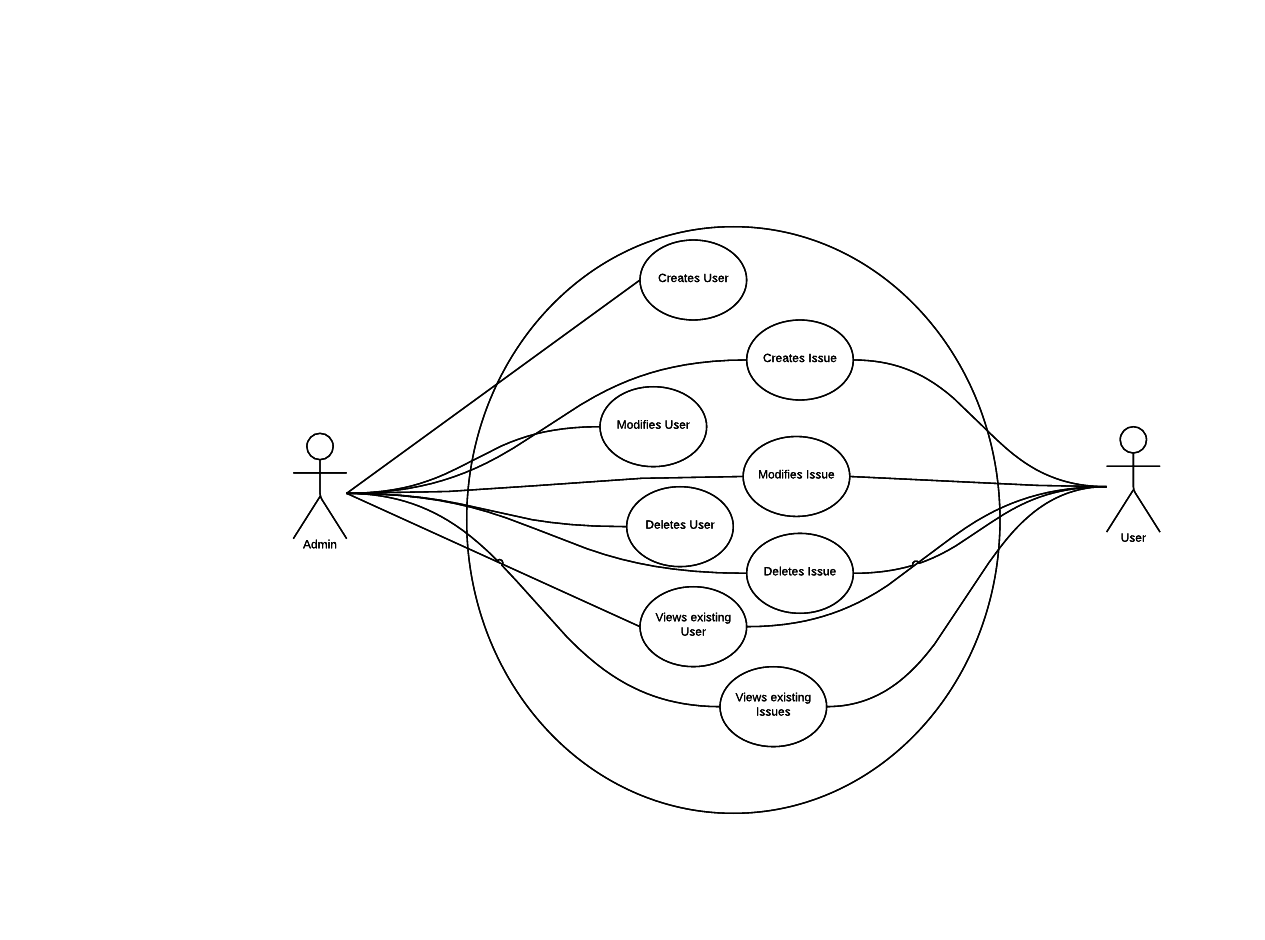 Creates User
Creates Issue
Modifies User
Modifies Issue
Deletes User
Admin
User
Deletes Issue
Views existing
User
Views existing
Issues